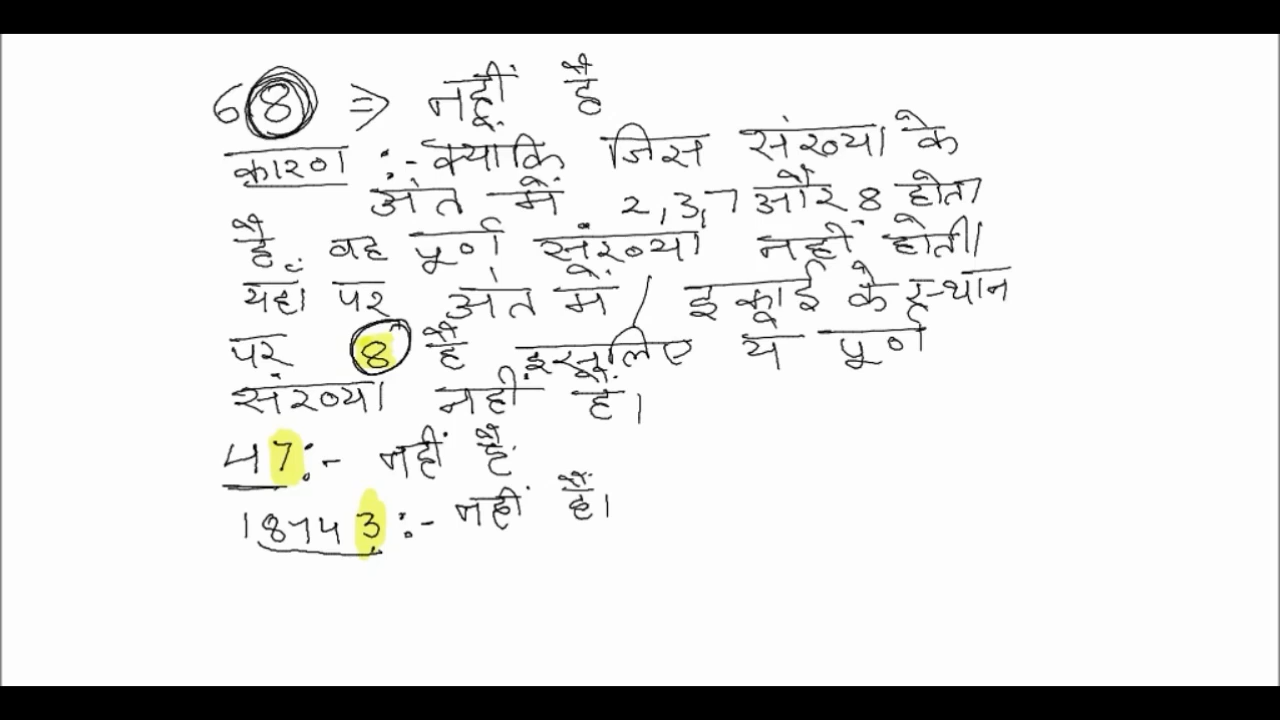 68 ⇒ नहीं है
कारण :- क्योकि जिस संख्या के
अंत में 2,3,7 और 8 होता
है, वह पूर्ण संख्या नहीं होती।
यहाँ पर अंत में / इकाई के स्थान
पर 8 है इसलिए ये पूर्ण
संख्या नहीं हैं।
47:- नहीं है
18743:- नहीं हैं।